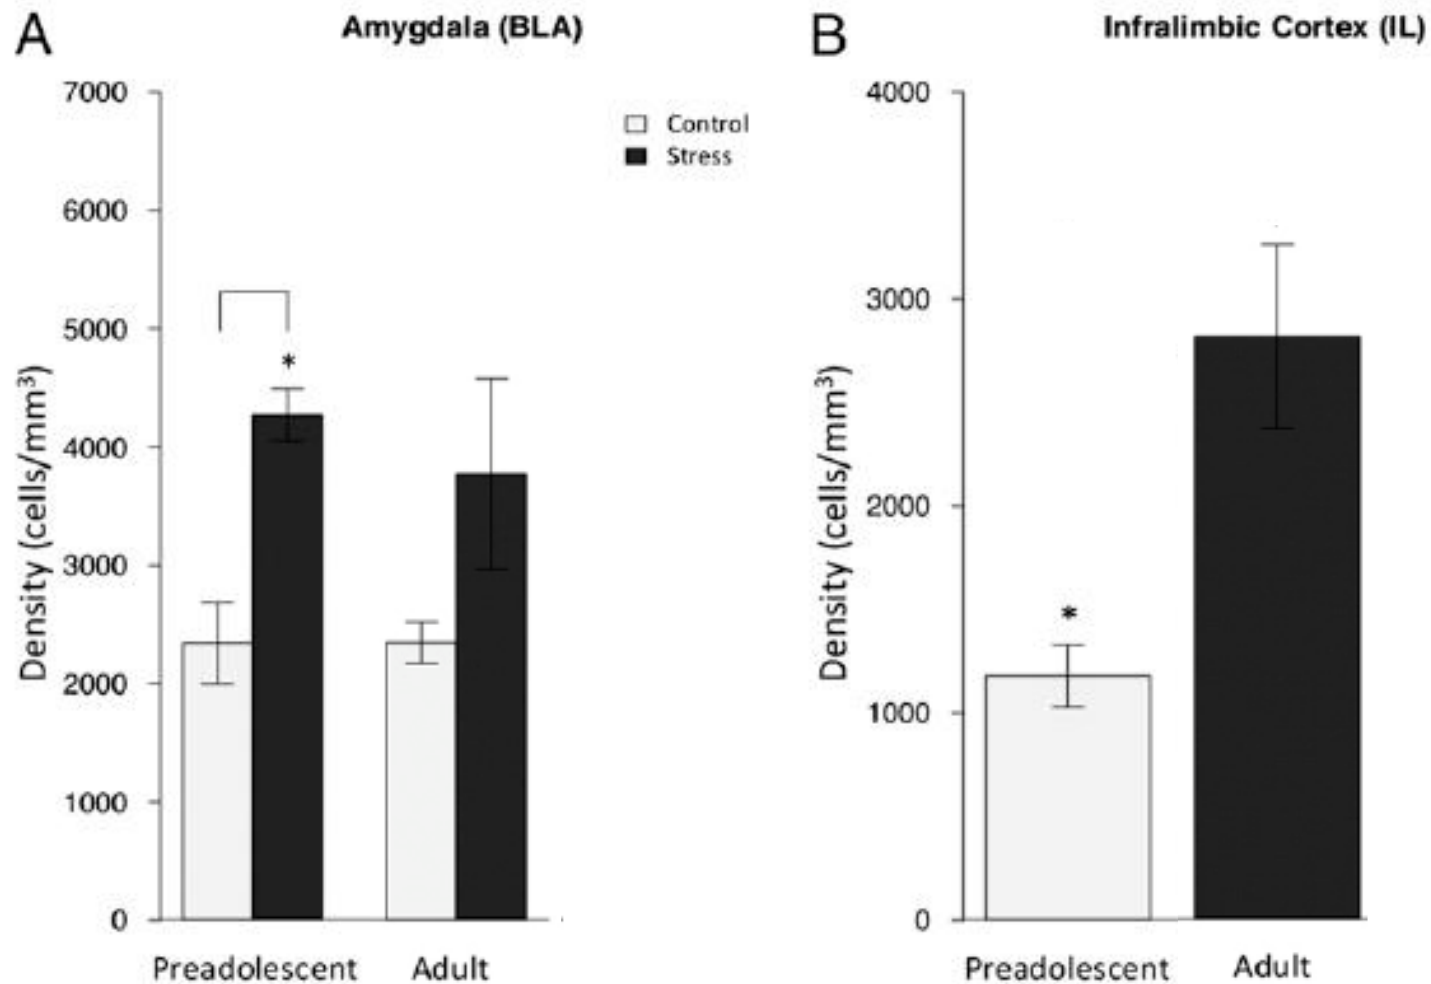 A
Amygdala (BLA)
7000
6000
5000
4000
3000
2000
1000
0
Density (cells/mm³)
Control
Stress
*
Preadolescent
Adult
B
Infralimbic Cortex (IL)
4000
3000
2000
1000
0
Density (cells/mm³)
*
Preadolescent
Adult